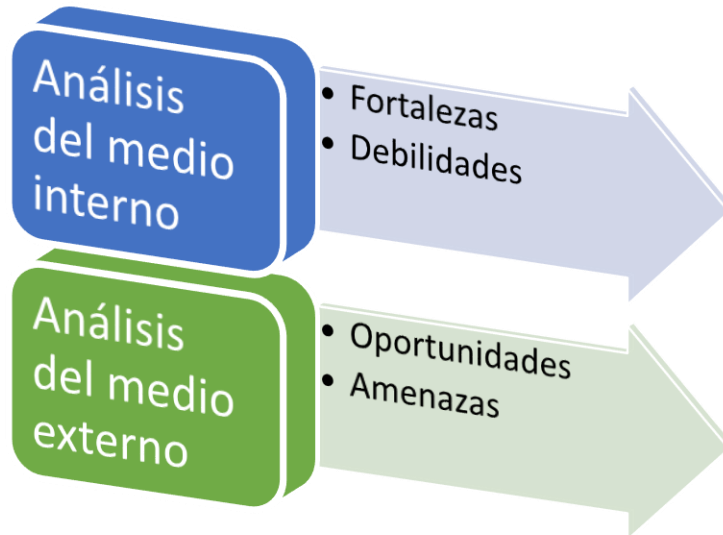 Análisis
del medio
interno
• Fortalezas
• Debilidades
Análisis
del medio
externo
• Oportunidades
• Amenazas